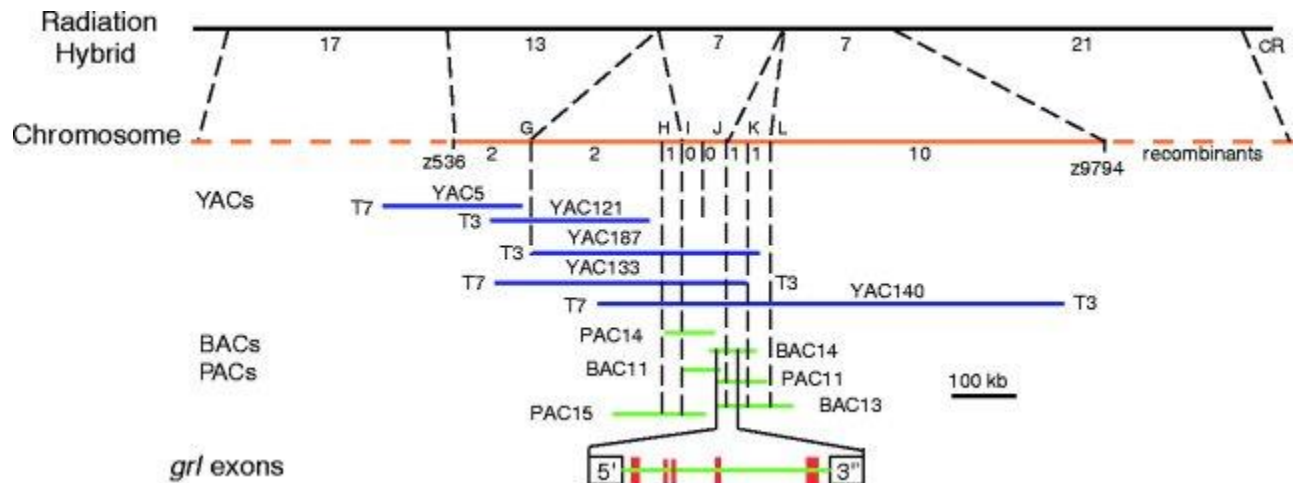 Radiation
Hybrid
17 13 7 7 21 CR
Chromosome
G H I J K L
z536 2 2 1 0 0 1 1 10 z9794 recombinants
YACs
T7 YAC5
T3 YAC121
T3 YAC187
T7 YAC133 T3
T7 YAC140 T3
BACs
PACs
PAC14
BAC14
BAC11
PAC11
100 kb
PAC15
BAC13
grl exons
5' 3"